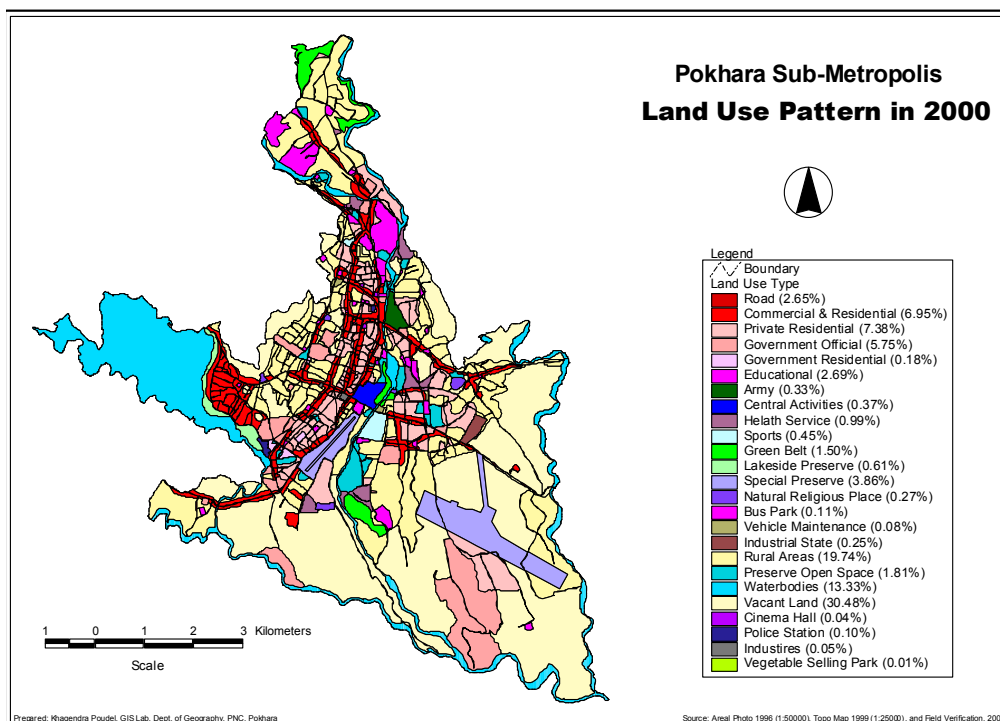 Pokhara Sub-Metropolis
Land Use Pattern in 2000
Legend
Boundary
Land Use Type
Road (2.65%)
Commercial & Residential (6.95%)
Private Residential (7.38%)
Government Official (5.75%)
Government Residential (0.18%)
Educational (2.69%)
Army (0.33%)
Central Activities (0.37%)
Helath Service (0.99%)
Sports (0.45%)
Green Belt (1.50%)
Lakeside Preserve (0.61%)
Special Preserve (3.86%)
Natural Religious Place (0.27%)
Bus Park (0.11%)
Vehicle Maintenance (0.08%)
Industrial State (0.25%)
Rural Areas (19.74%)
Preserve Open Space (1.81%)
Waterbodies (13.33%)
Vacant Land (30.48%)
Cinema Hall (0.04%)
Police Station (0.10%)
Industires (0.05%)
Vegetable Selling Park (0.01%)
1 0 1 2 3 Kilometers
Scale
Prepared: Khagendra Poudel, GIS Lab, Dept. of Geography, PNC, Pokhara
Source: Areal Photo 1996 (1:50000), Topo Map 1999 (1:2500), and Field Verification,